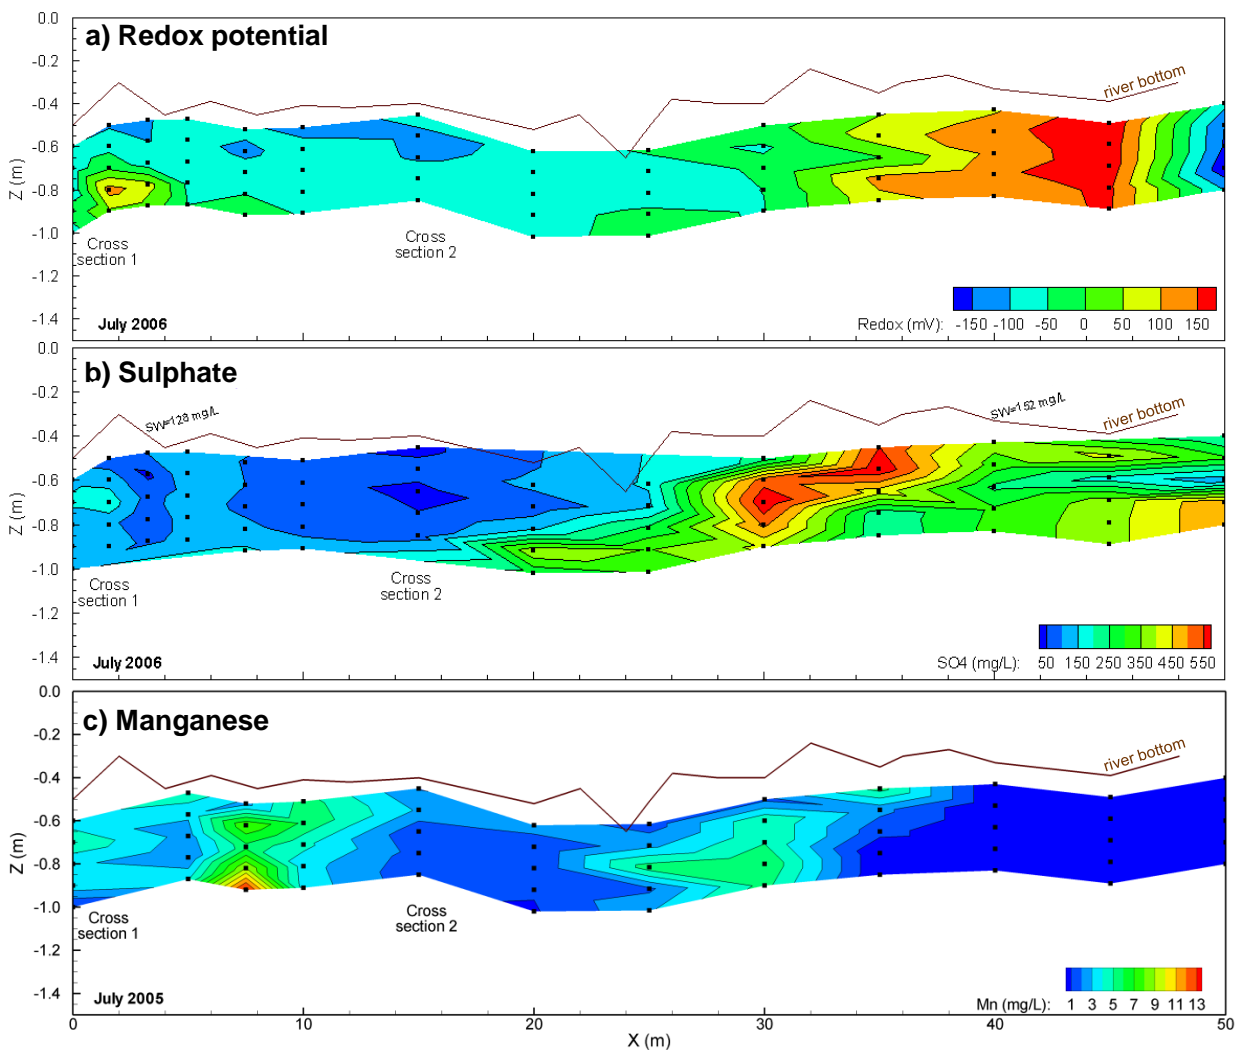 a) Redox potential
0.0
-0.2
-0.4
-0.6
-0.8
-1.0
-1.2
-1.4
Z (m)
river bottom
Cross
section 1
Cross
section 2
July 2006
Redox (mV): -150 -100 -50 0 50 100 150
b) Sulphate
0.0
-0.2
-0.4
-0.6
-0.8
-1.0
-1.2
-1.4
Z (m)
SW=128 mg/L
SW=152 mg/L
river bottom
Cross
section 1
Cross
section 2
July 2006
SO4 (mg/L): 50 150 250 350 450 550
c) Manganese
0.0
-0.2
-0.4
-0.6
-0.8
-1.0
-1.2
-1.4
Z (m)
river bottom
Cross
section 1
Cross
section 2
July 2005
Mn (mg/L): 1 3 5 7 9 11 13
0 10 20 30 40 50
X (m)